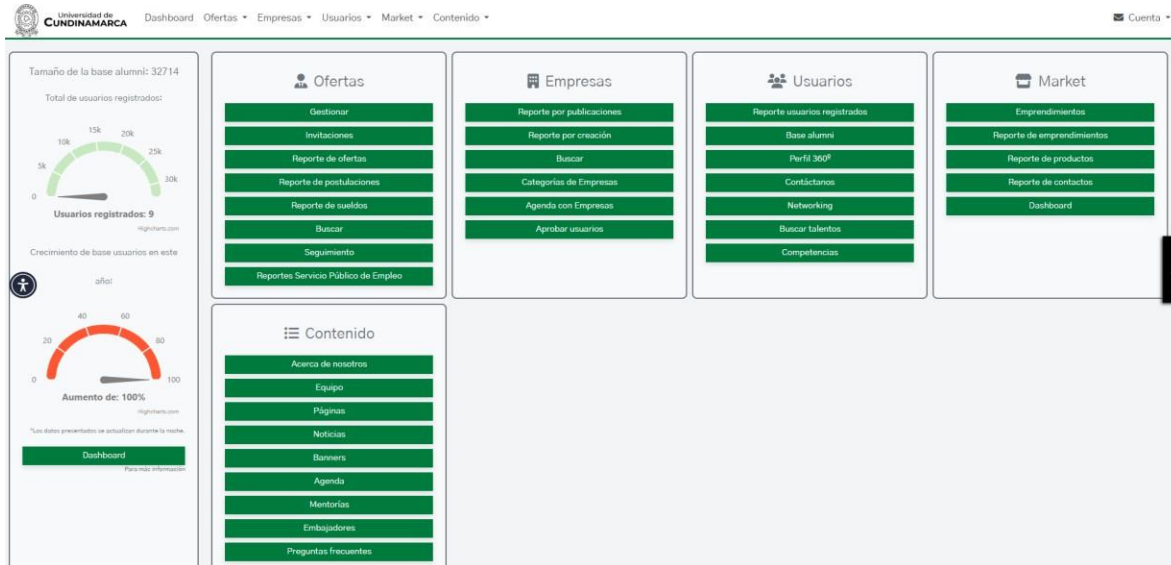 Universidad de
CUNDINAMARCA
Dashboard Ofertas Empresas Usuarios Market Contenido
Cuenta
Tamaño de la base alumni: 32714
Total de usuarios registrados:
0
5k
10k
15k
20k
25k
30k
Usuarios registrados: 9
Highcharts.com
Crecimiento de base usuarios en este
año:
0
20
40
60
80
100
Aumento de: 100%
Highcharts.com
*Los datos presentados se actualizan durante la noche.
Dashboard
Para más información
Ofertas
Gestionar
Invitaciones
Reporte de ofertas
Reporte de postulaciones
Reporte de sueldos
Buscar
Seguimiento
Reportes Servicio Público de Empleo
Empresas
Reporte por publicaciones
Reporte por creación
Buscar
Categorías de Empresas
Agenda con Empresas
Aprobar usuarios
Usuarios
Reporte usuarios registrados
Base alumni
Perfil 360º
Contáctanos
Networking
Buscar talentos
Competencias
Market
Emprendimientos
Reporte de emprendimientos
Reporte de productos
Reporte de contactos
Dashboard
Contenido
Acerca de nosotros
Equipo
Páginas
Noticias
Banners
Agenda
Mentorías
Embajadores
Preguntas frecuentes